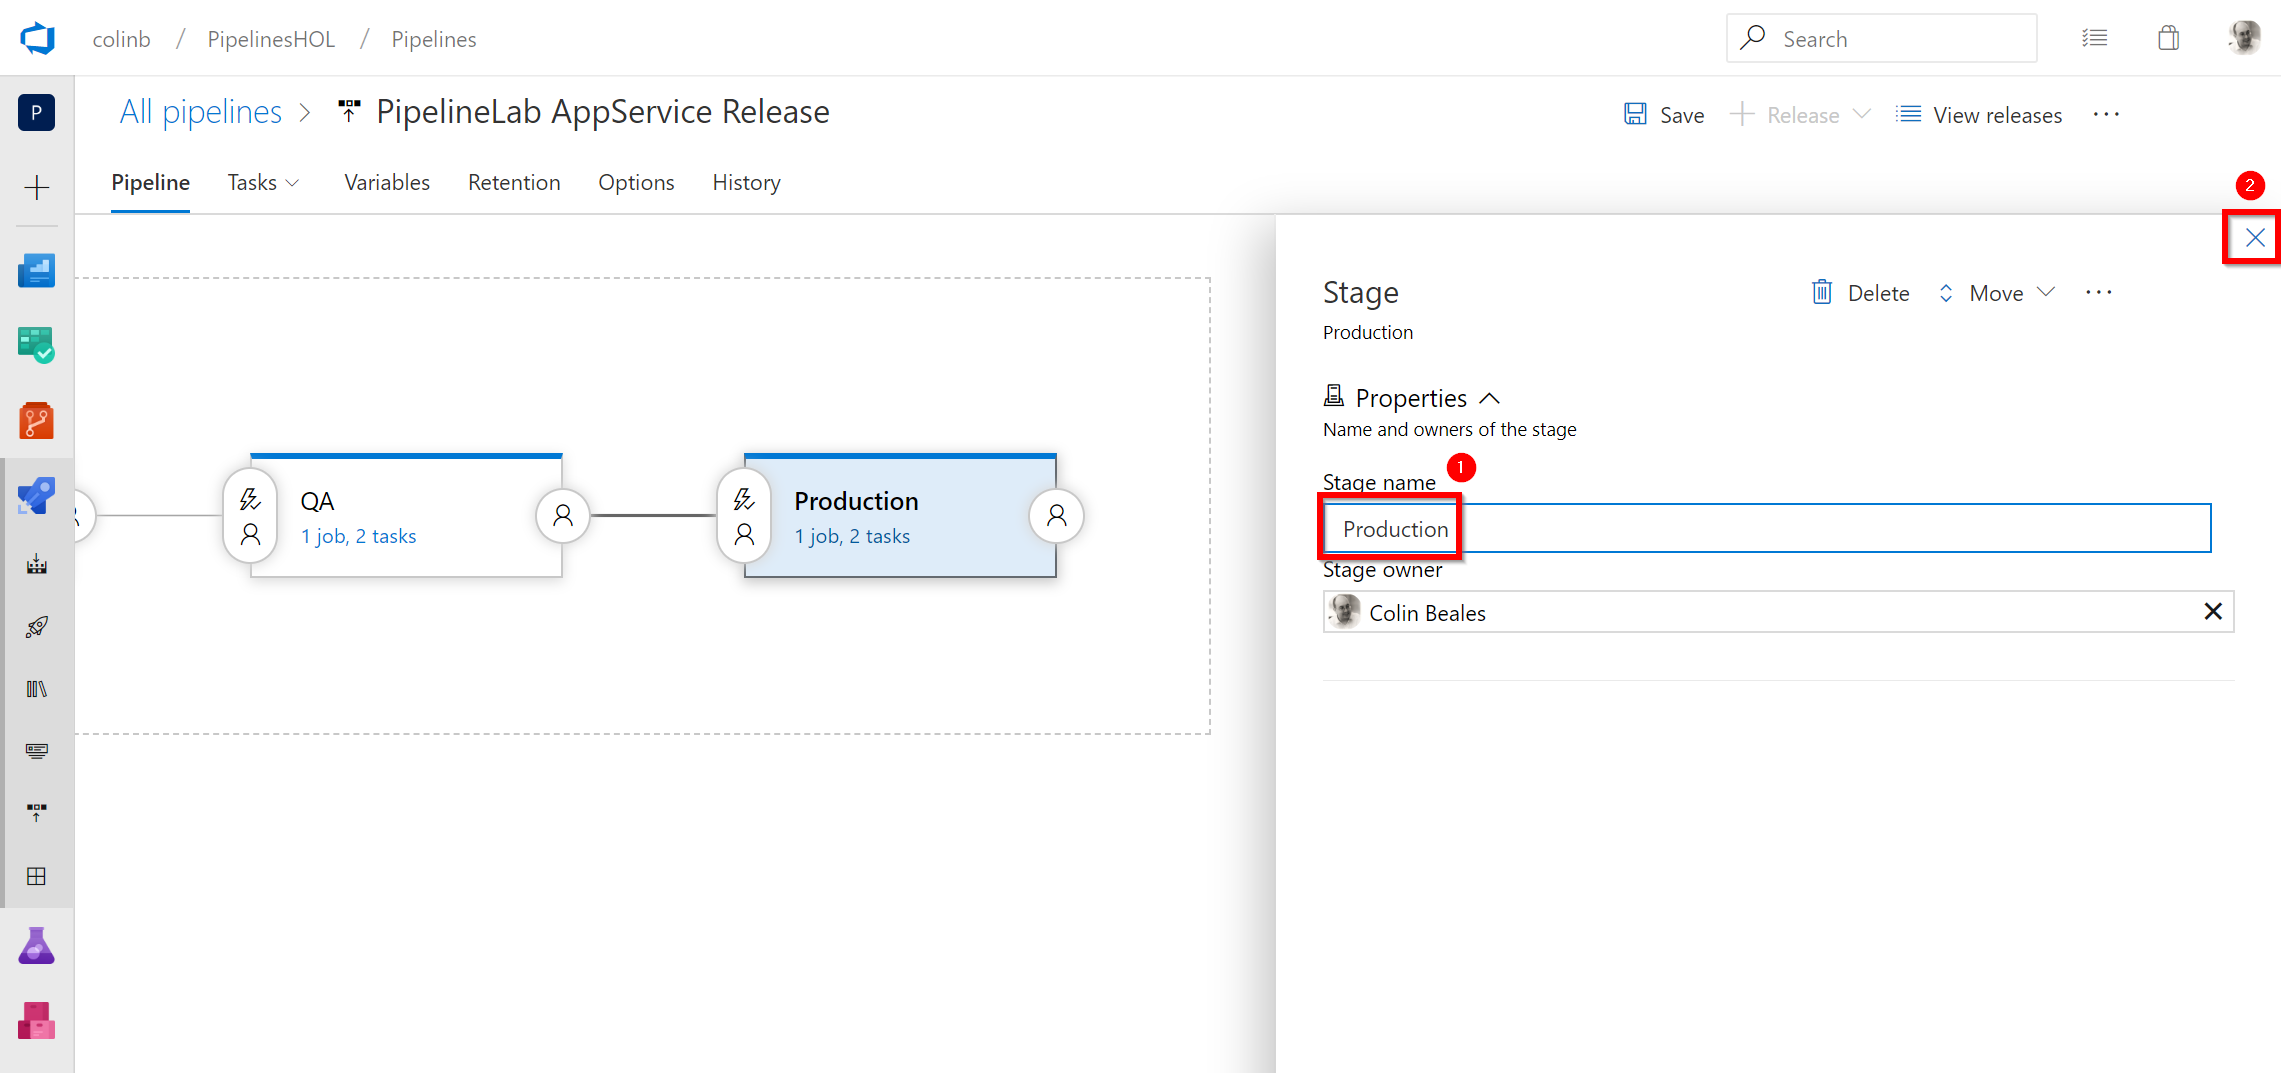 colinb / PipelinesHOL / Pipelines
Search
P
All pipelines > PipelineLab AppService Release
Save
Release
View releases
Pipeline
Tasks
Variables
Retention
Options
History
2
Stage
Delete
Move
Production
Properties
Name and owners of the stage
QA
1 job, 2 tasks
Production
1 job, 2 tasks
1
Stage name
Production
Stage owner
Colin Beales